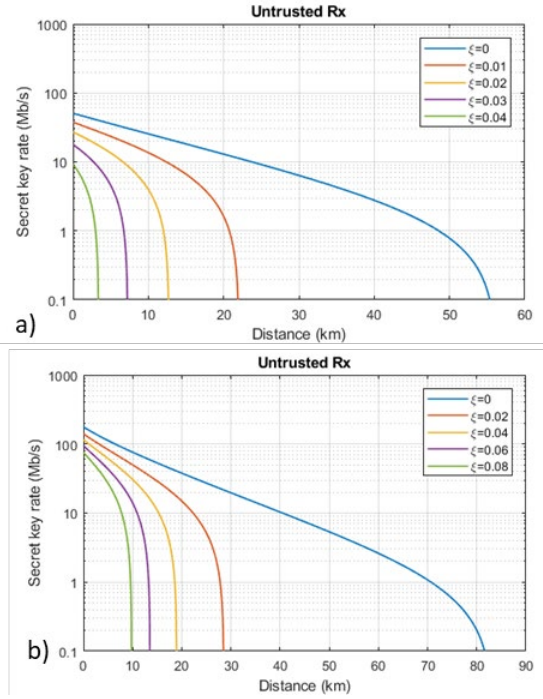 Untrusted Rx
1000
100
10
1
0.1
Secret key rate (Mb/s)
ξ=0
ξ=0.01
ξ=0.02
ξ=0.03
ξ=0.04
0 10 20 30 40 50 60
Distance (km)
a)
Untrusted Rx
1000
100
10
1
0.1
Secret key rate (Mb/s)
ξ=0
ξ=0.02
ξ=0.04
ξ=0.06
ξ=0.08
0 10 20 30 40 50 60 70 80 90
Distance (km)
b)